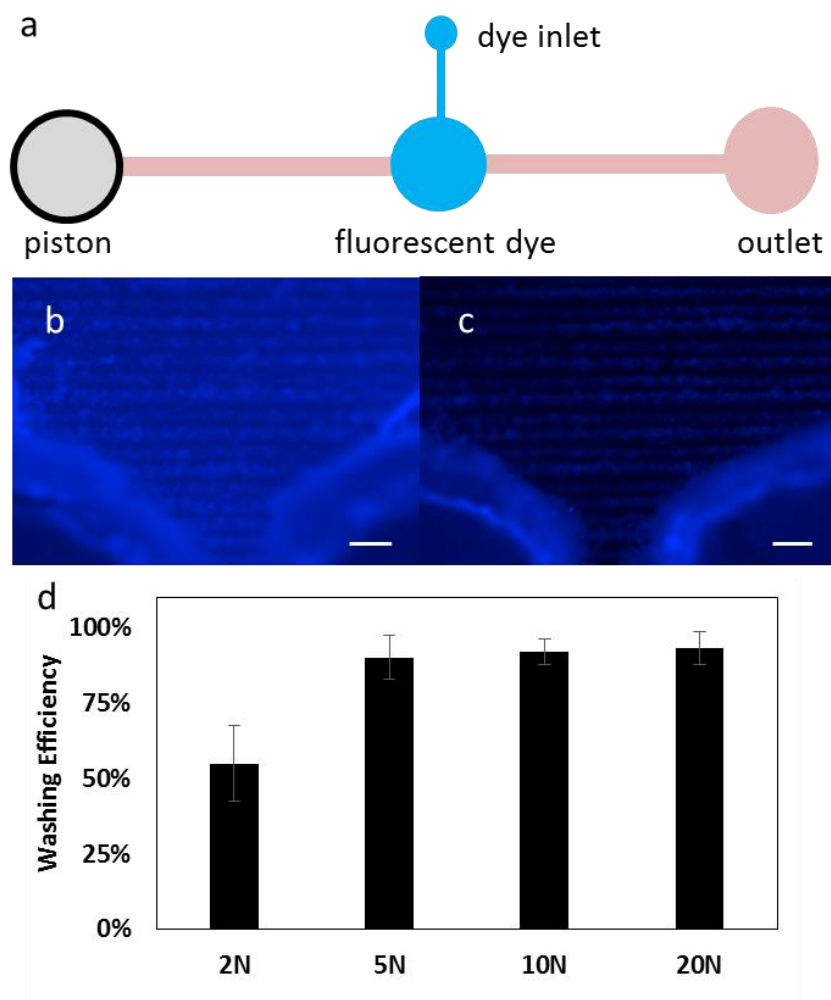 a
dye inlet
piston
fluorescent dye
outlet
b
c
d
Washing Efficiency
100%
75%
50%
25%
0%
2N
5N
10N
20N